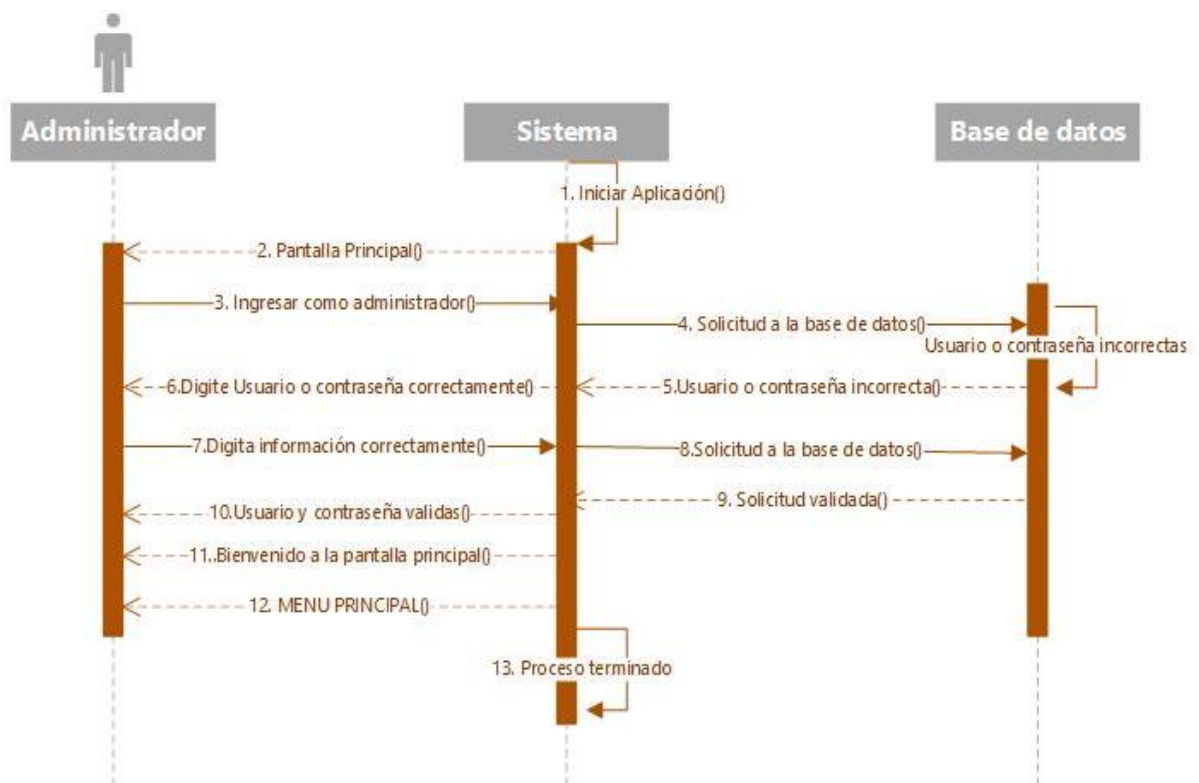 Administrador
Sistema
Base de datos
1. Iniciar Aplicación()
2. Pantalla Principal()
3. Ingresar como administrador()
4. Solicitud a la base de datos()
Usuario o contraseña incorrectas
6.Digite Usuario o contraseña correctamente()
5.Usuario o contraseña incorrecta()
7.Digita información correctamente()
8.Solicitud a la base de datos()
9. Solicitud validada()
10.Usuario y contraseña validas()
11..Bienvenido a la pantalla principal()
12. MENU PRINCIPAL()
13. Proceso terminado